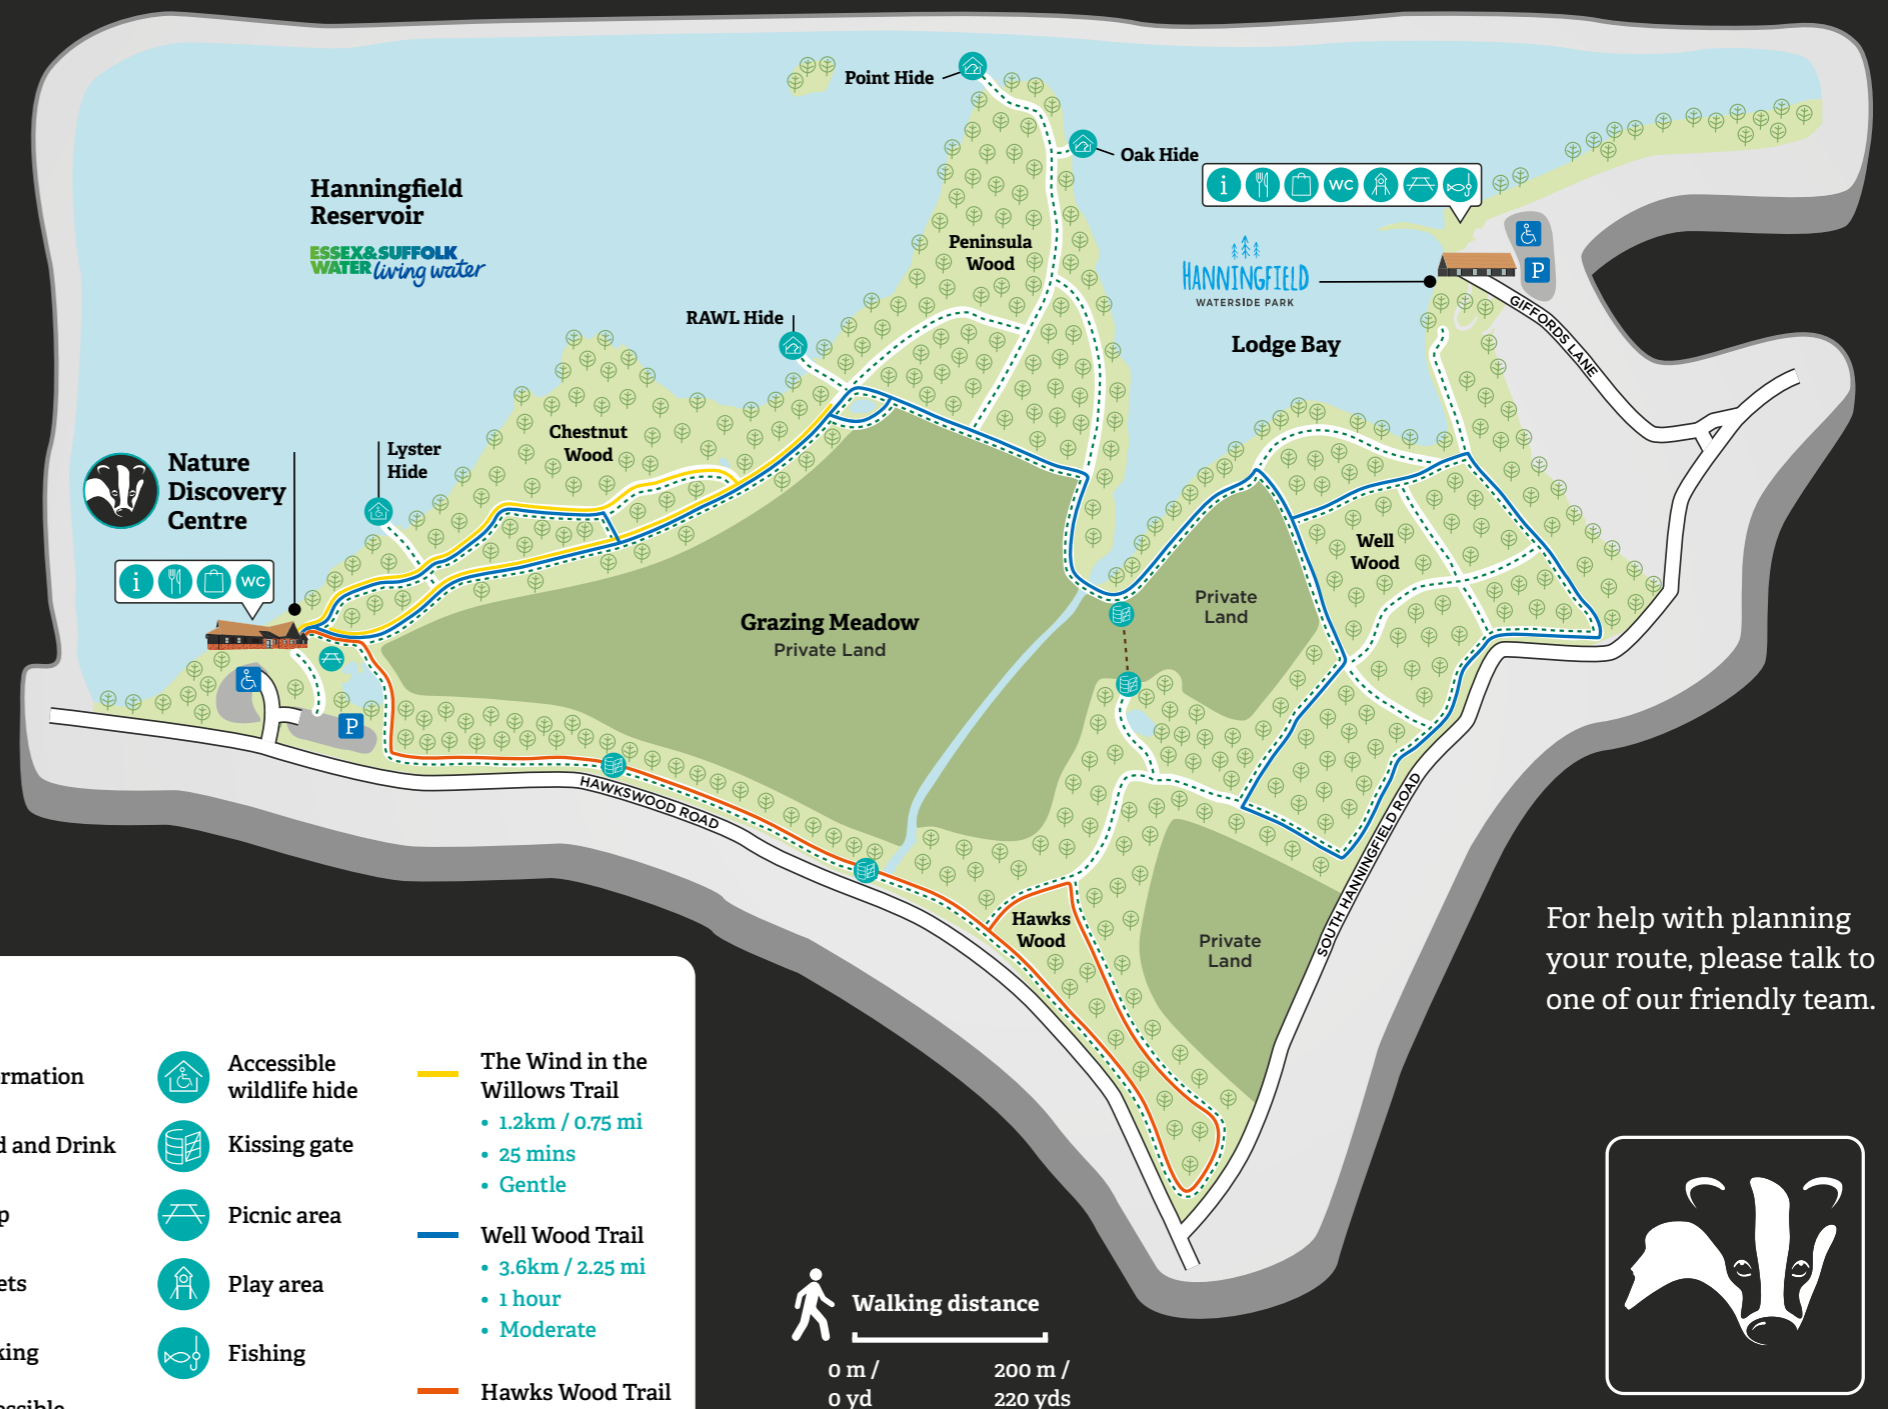 Point Hide
Oak Hide
i
WC
Hanningfield
Reservoir
ESSEX&SUFFOLK
WATER living water
Peninsula
Wood
HANNINGFIELD
WATERSIDE PARK
P
GIFFORDS LANE
RAWL Hide
Lodge Bay
Chestnut
Wood
Lyster
Hide
Nature
Discovery
Centre
i
WC
Well
Wood
Grazing Meadow
Private Land
Private
Land
P
HAWKSWOOD ROAD
SOUTH HANNINGFIELD ROAD
Hawks
Wood
Private
Land
For help with planning
your route, please talk to
one of our friendly team.
rmation
d and Drink
p
ets
king
essible
Accessible
wildlife hide
Kissing gate
Picnic area
Play area
Fishing
The Wind in the
Willows Trail
• 1.2km / 0.75 mi
• 25 mins
• Gentle
Well Wood Trail
• 3.6km / 2.25 mi
• 1 hour
• Moderate
Hawks Wood Trail
Walking distance
0 m /
0 yd
200 m /
220 yds